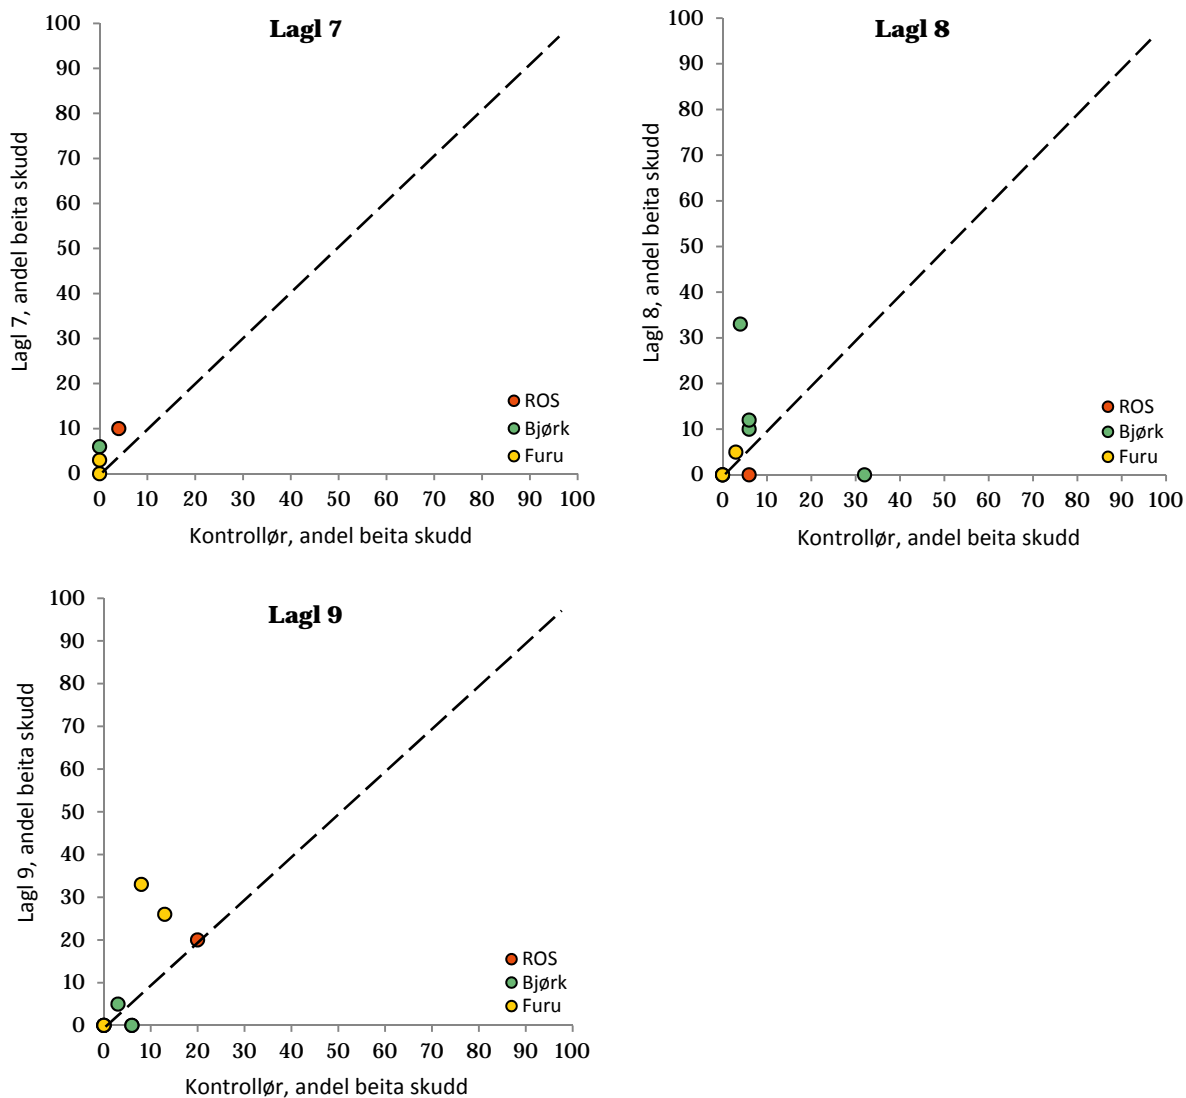 Lagl 7
100
90
80
70
60
50
40
30
20
10
0
Lagl 7, andel beita skudd
ROS
Bjørk
Furu
0 10 20 30 40 50 60 70 80 90 100
Kontrollør, andel beita skudd
Lagl 8
100
90
80
70
60
50
40
30
20
10
0
Lagl 8, andel beita skudd
ROS
Bjørk
Furu
0 10 20 30 40 50 60 70 80 90 100
Kontrollør, andel beita skudd
Lagl 9
100
90
80
70
60
50
40
30
20
10
0
Lagl 9, andel beita skudd
ROS
Bjørk
Furu
0 10 20 30 40 50 60 70 80 90 100
Kontrollør, andel beita skudd